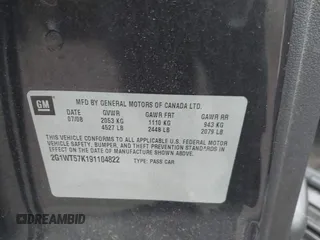 GM
MFD BY GENERAL MOTORS OF CANADA LTD.
DATE GVWR GAWR FRT GAWR RR
07/08 2053 KG 1110 KG 943 KG
4527 LB 2448 LB 2079 LB
THIS VEHICLE CONFORMS TO ALL APPLICABLE U.S. FEDERAL
MOTOR VEHICLE SAFETY, BUMPER, AND THEFT PREVENTION STANDARDS
IN EFFECT ON THE DATE OF MANUFACTURE SHOWN ABOVE.
2G1WT57K191104822 TYPE: PASS CAR
DREAMBID